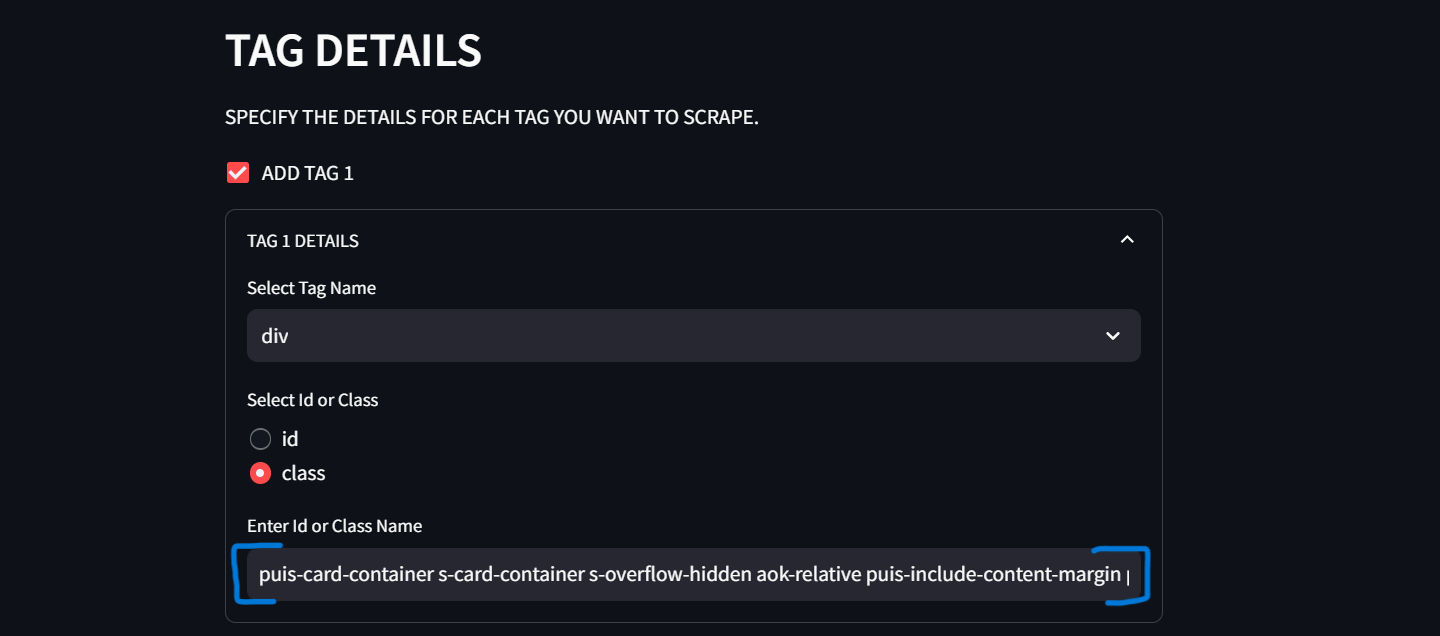 TAG DETAILS
SPECIFY THE DETAILS FOR EACH TAG YOU WANT TO SCRAPE.
ADD TAG 1
TAG 1 DETAILS
Select Tag Name
div
Select Id or Class
id
class
Enter Id or Class Name
puis-card-container s-card-container s-overflow-hidden aok-relative puis-include-content-margin